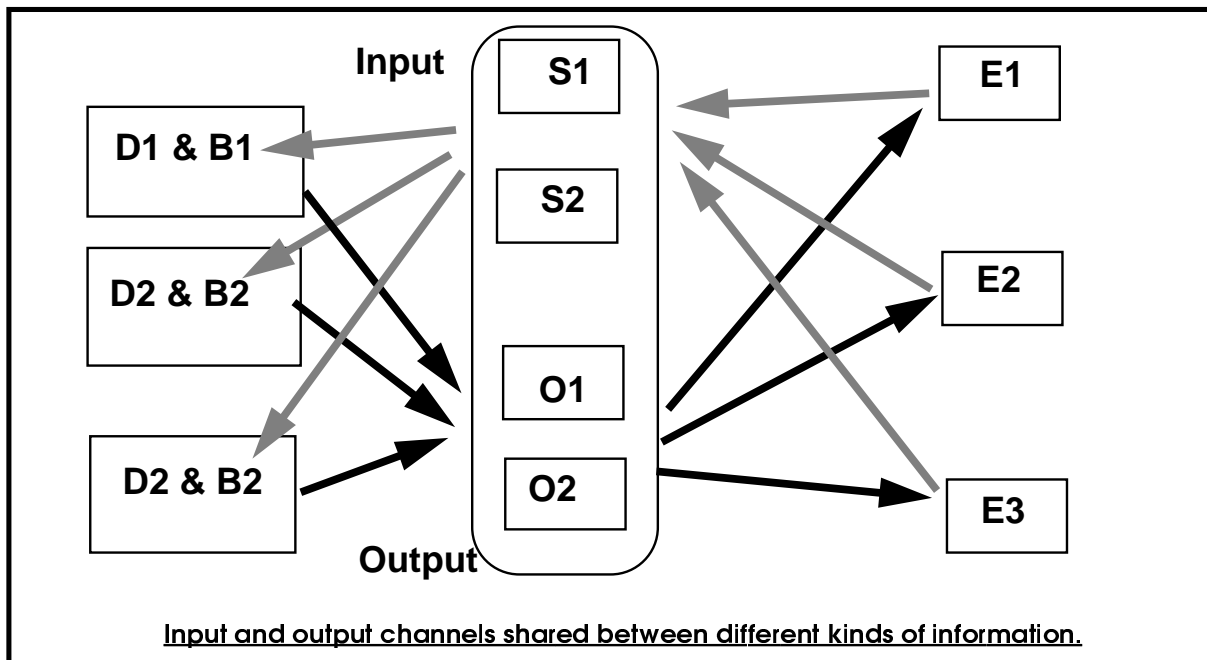 Input
S1
E1
D1 & B1
S2
D2 & B2
E2
O1
D2 & B2
O2
E3
Output
Input and output channels shared between different kinds of information.